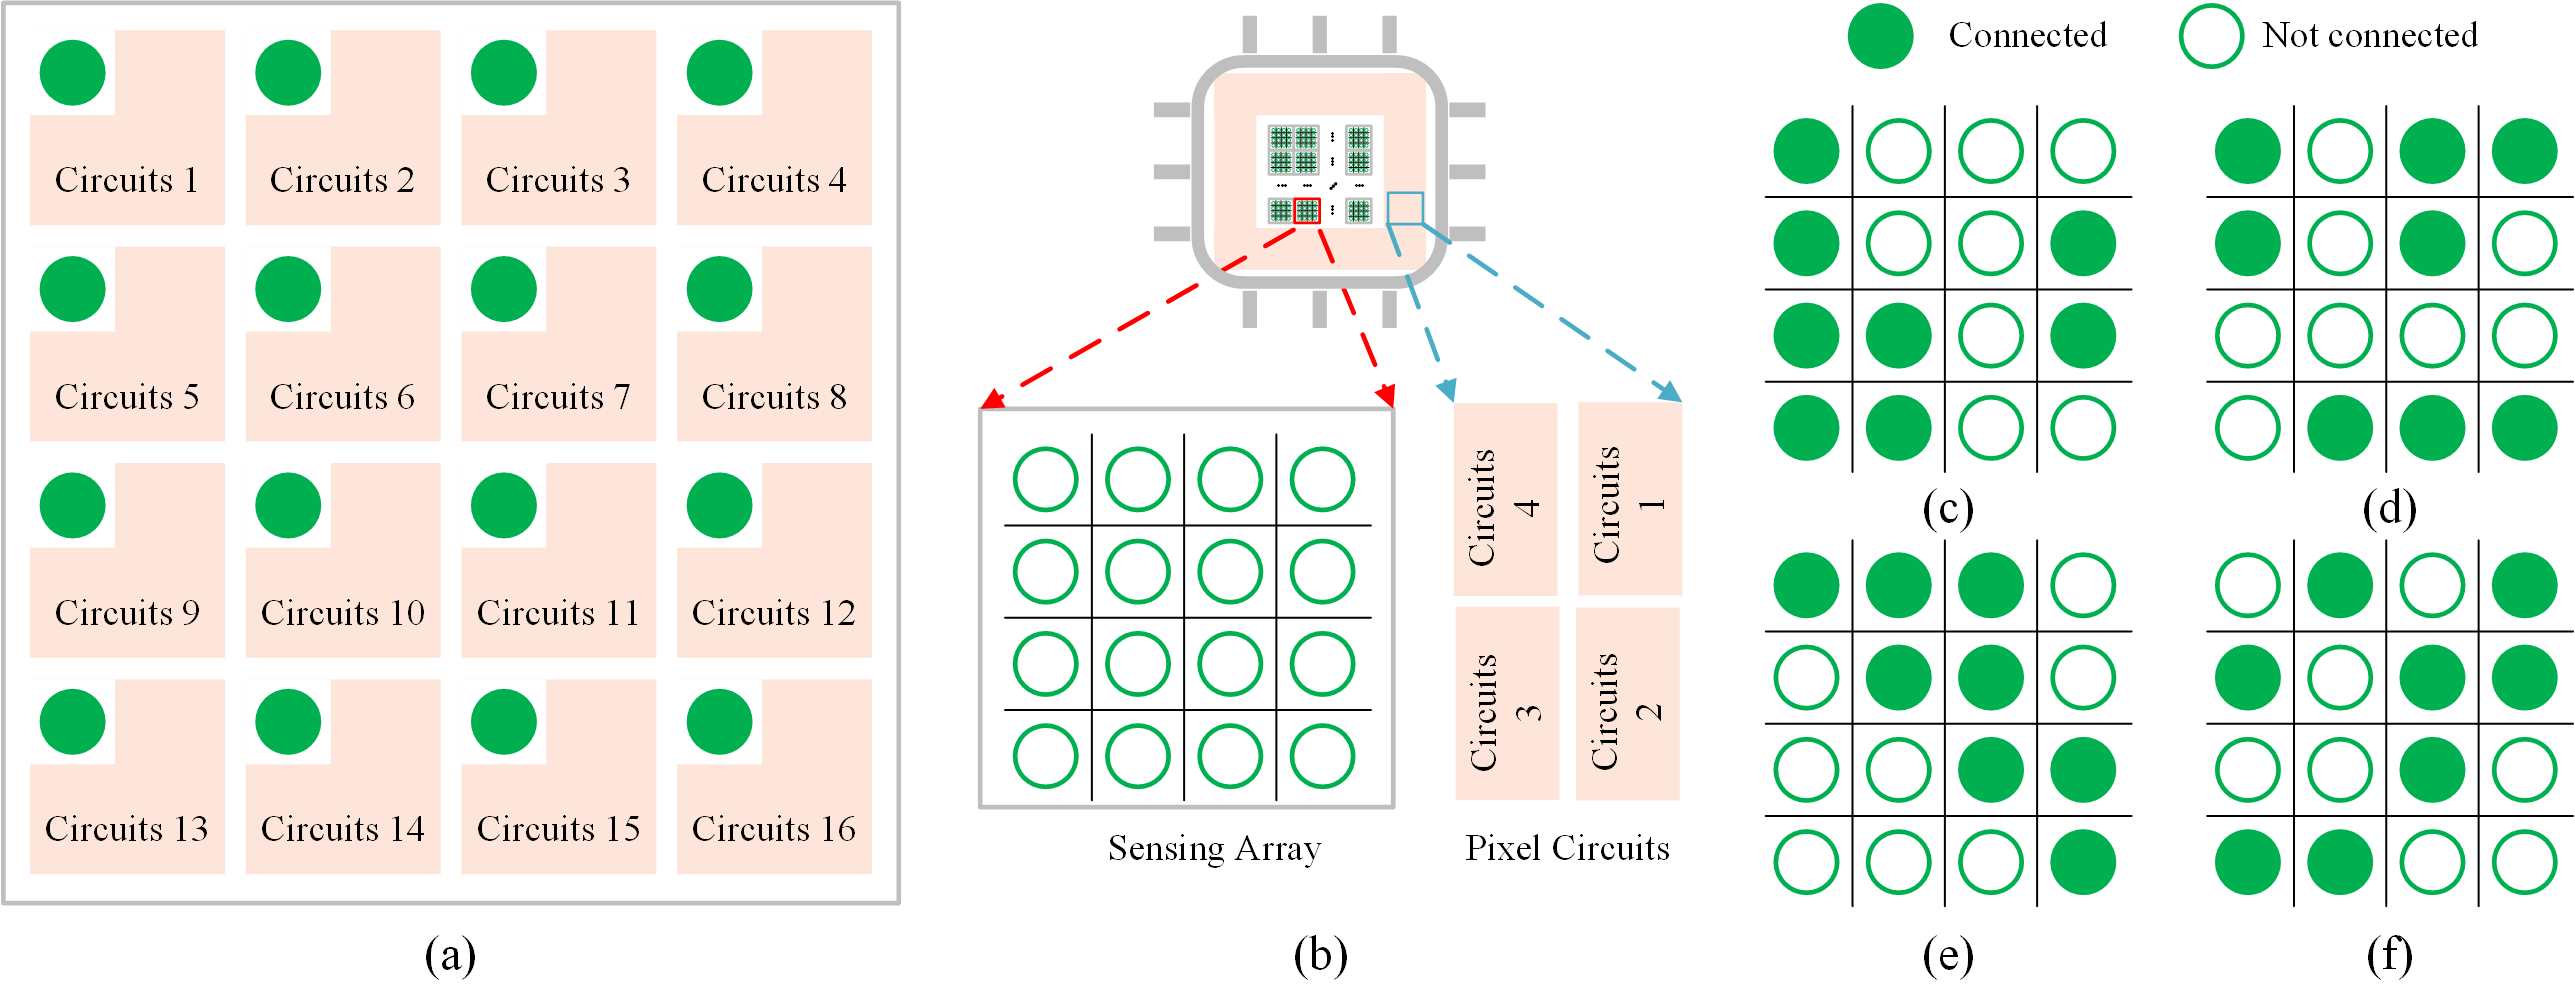 Circuits 1
Circuits 2
Circuits 3
Circuits 4
Circuits 5
Circuits 6
Circuits 7
Circuits 8
Circuits 9
Circuits 10
Circuits 11
Circuits 12
Circuits 13
Circuits 14
Circuits 15
Circuits 16
(a)
Circuits
4
Circuits
1
Circuits
3
Circuits
2
Sensing Array
Pixel Circuits
(b)
Connected
Not connected
(c)
(d)
(e)
(f)